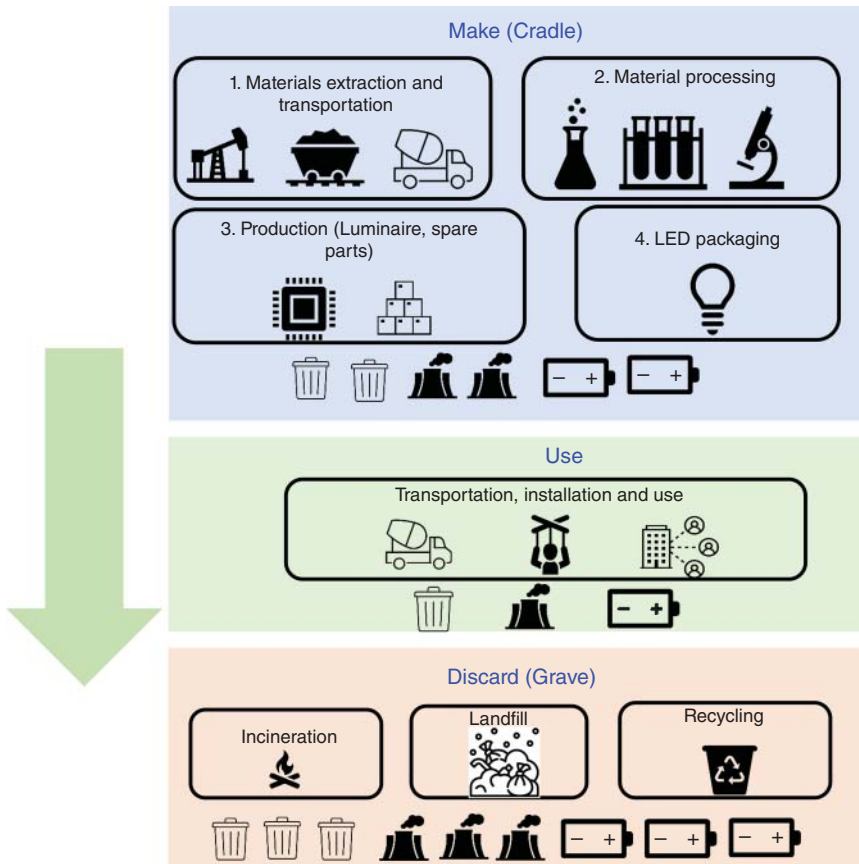 Make (Cradle)
1. Materials extraction and
transportation
2. Material processing
3. Production (Luminaire, spare
parts)
4. LED packaging
− +
− +
Use
Transportation, installation and use
− +
Discard (Grave)
Incineration
Landfill
Recycling
− +
− +
− +